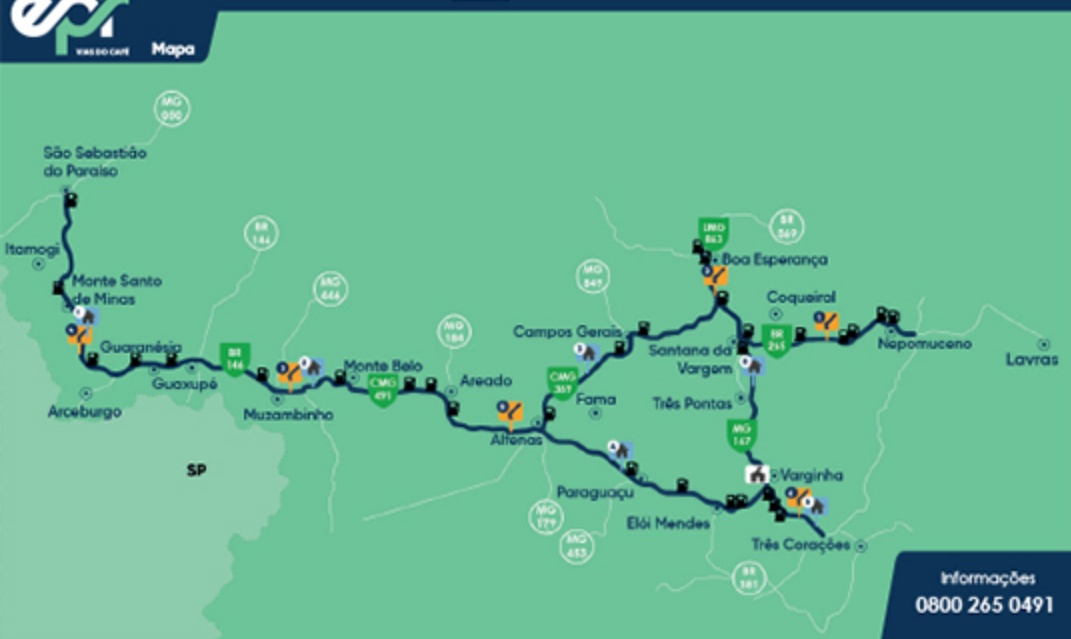 epr
VIAS DO CAFÉ
Mapa
MG
050
São Sebastião
do Paraíso
Itamogi
Monte Santo
de Minas
BR
146
MG
446
Guaranésia
Guaxupé
Arceburgo
BR
146
Muzambinho
Monte Belo
CMG
491
MG
184
Areado
Alfenas
SP
MG
849
Campos Gerais
CMG
369
Fama
BR
369
Boa Esperança
Coqueiral
BR
265
Nepomuceno
Lavras
Santana da
Vargem
Três Pontas
MG
167
Varginha
Paraguaçu
Elói Mendes
Três Corações
MG
179
MG
453
BR
381
Informações
0800 265 0491